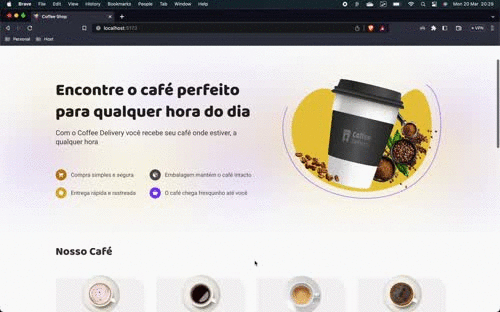 Brave File Edit View History Bookmarks People Tab Window Help
Mon 20 Mar 20:29
Coffee Shop
localhost:5173
VPN
Personal Host
Encontre o café perfeito
para qualquer hora do dia
Com o Coffee Delivery você recebe seu café onde estiver, a
qualquer hora
Compra simples e segura
Embalagem mantém o café intacto
Entrega rápida e rastreada
O café chega fresquinho até você
Coffee
Delivery
Nosso Café